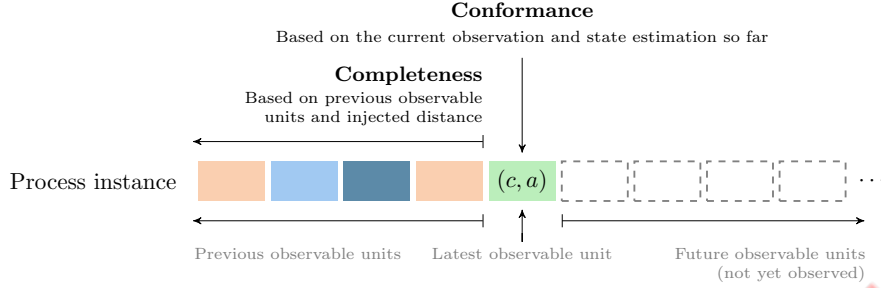 Conformance
Based on the current observation and state estimation so far
Completeness
Based on previous observable
units and injected distance
Process instance
(c, a)
...
Previous observable units
Latest observable unit
Future observable units
(not yet observed)